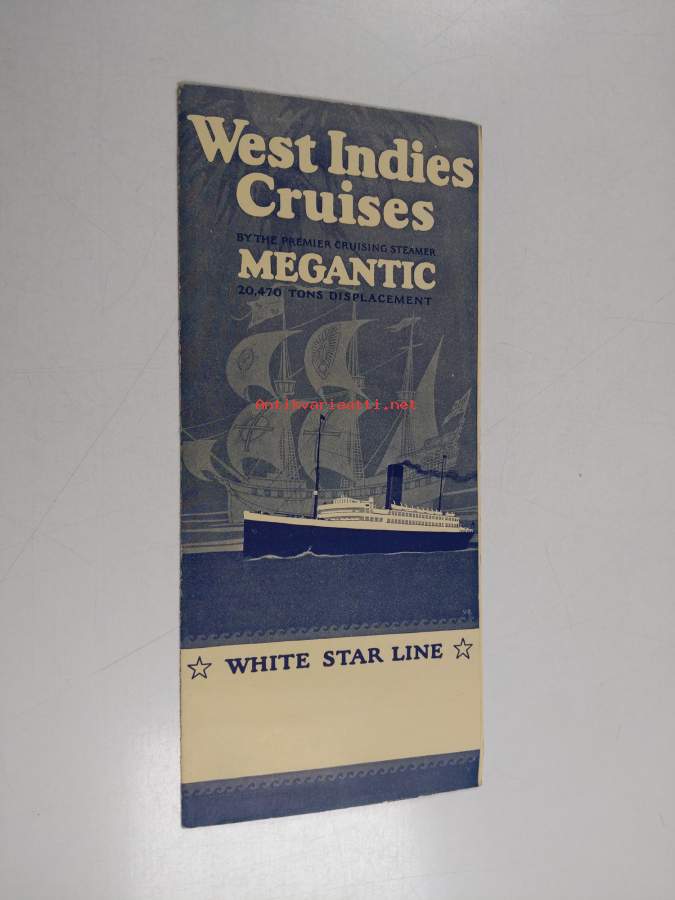 West Indies
Cruises
BY THE PREMIER CRUISING STEAMER
MEGANTIC
20,470 TONS DISPLACEMENT
Antikvariaatti.net
WHITE STAR LINE